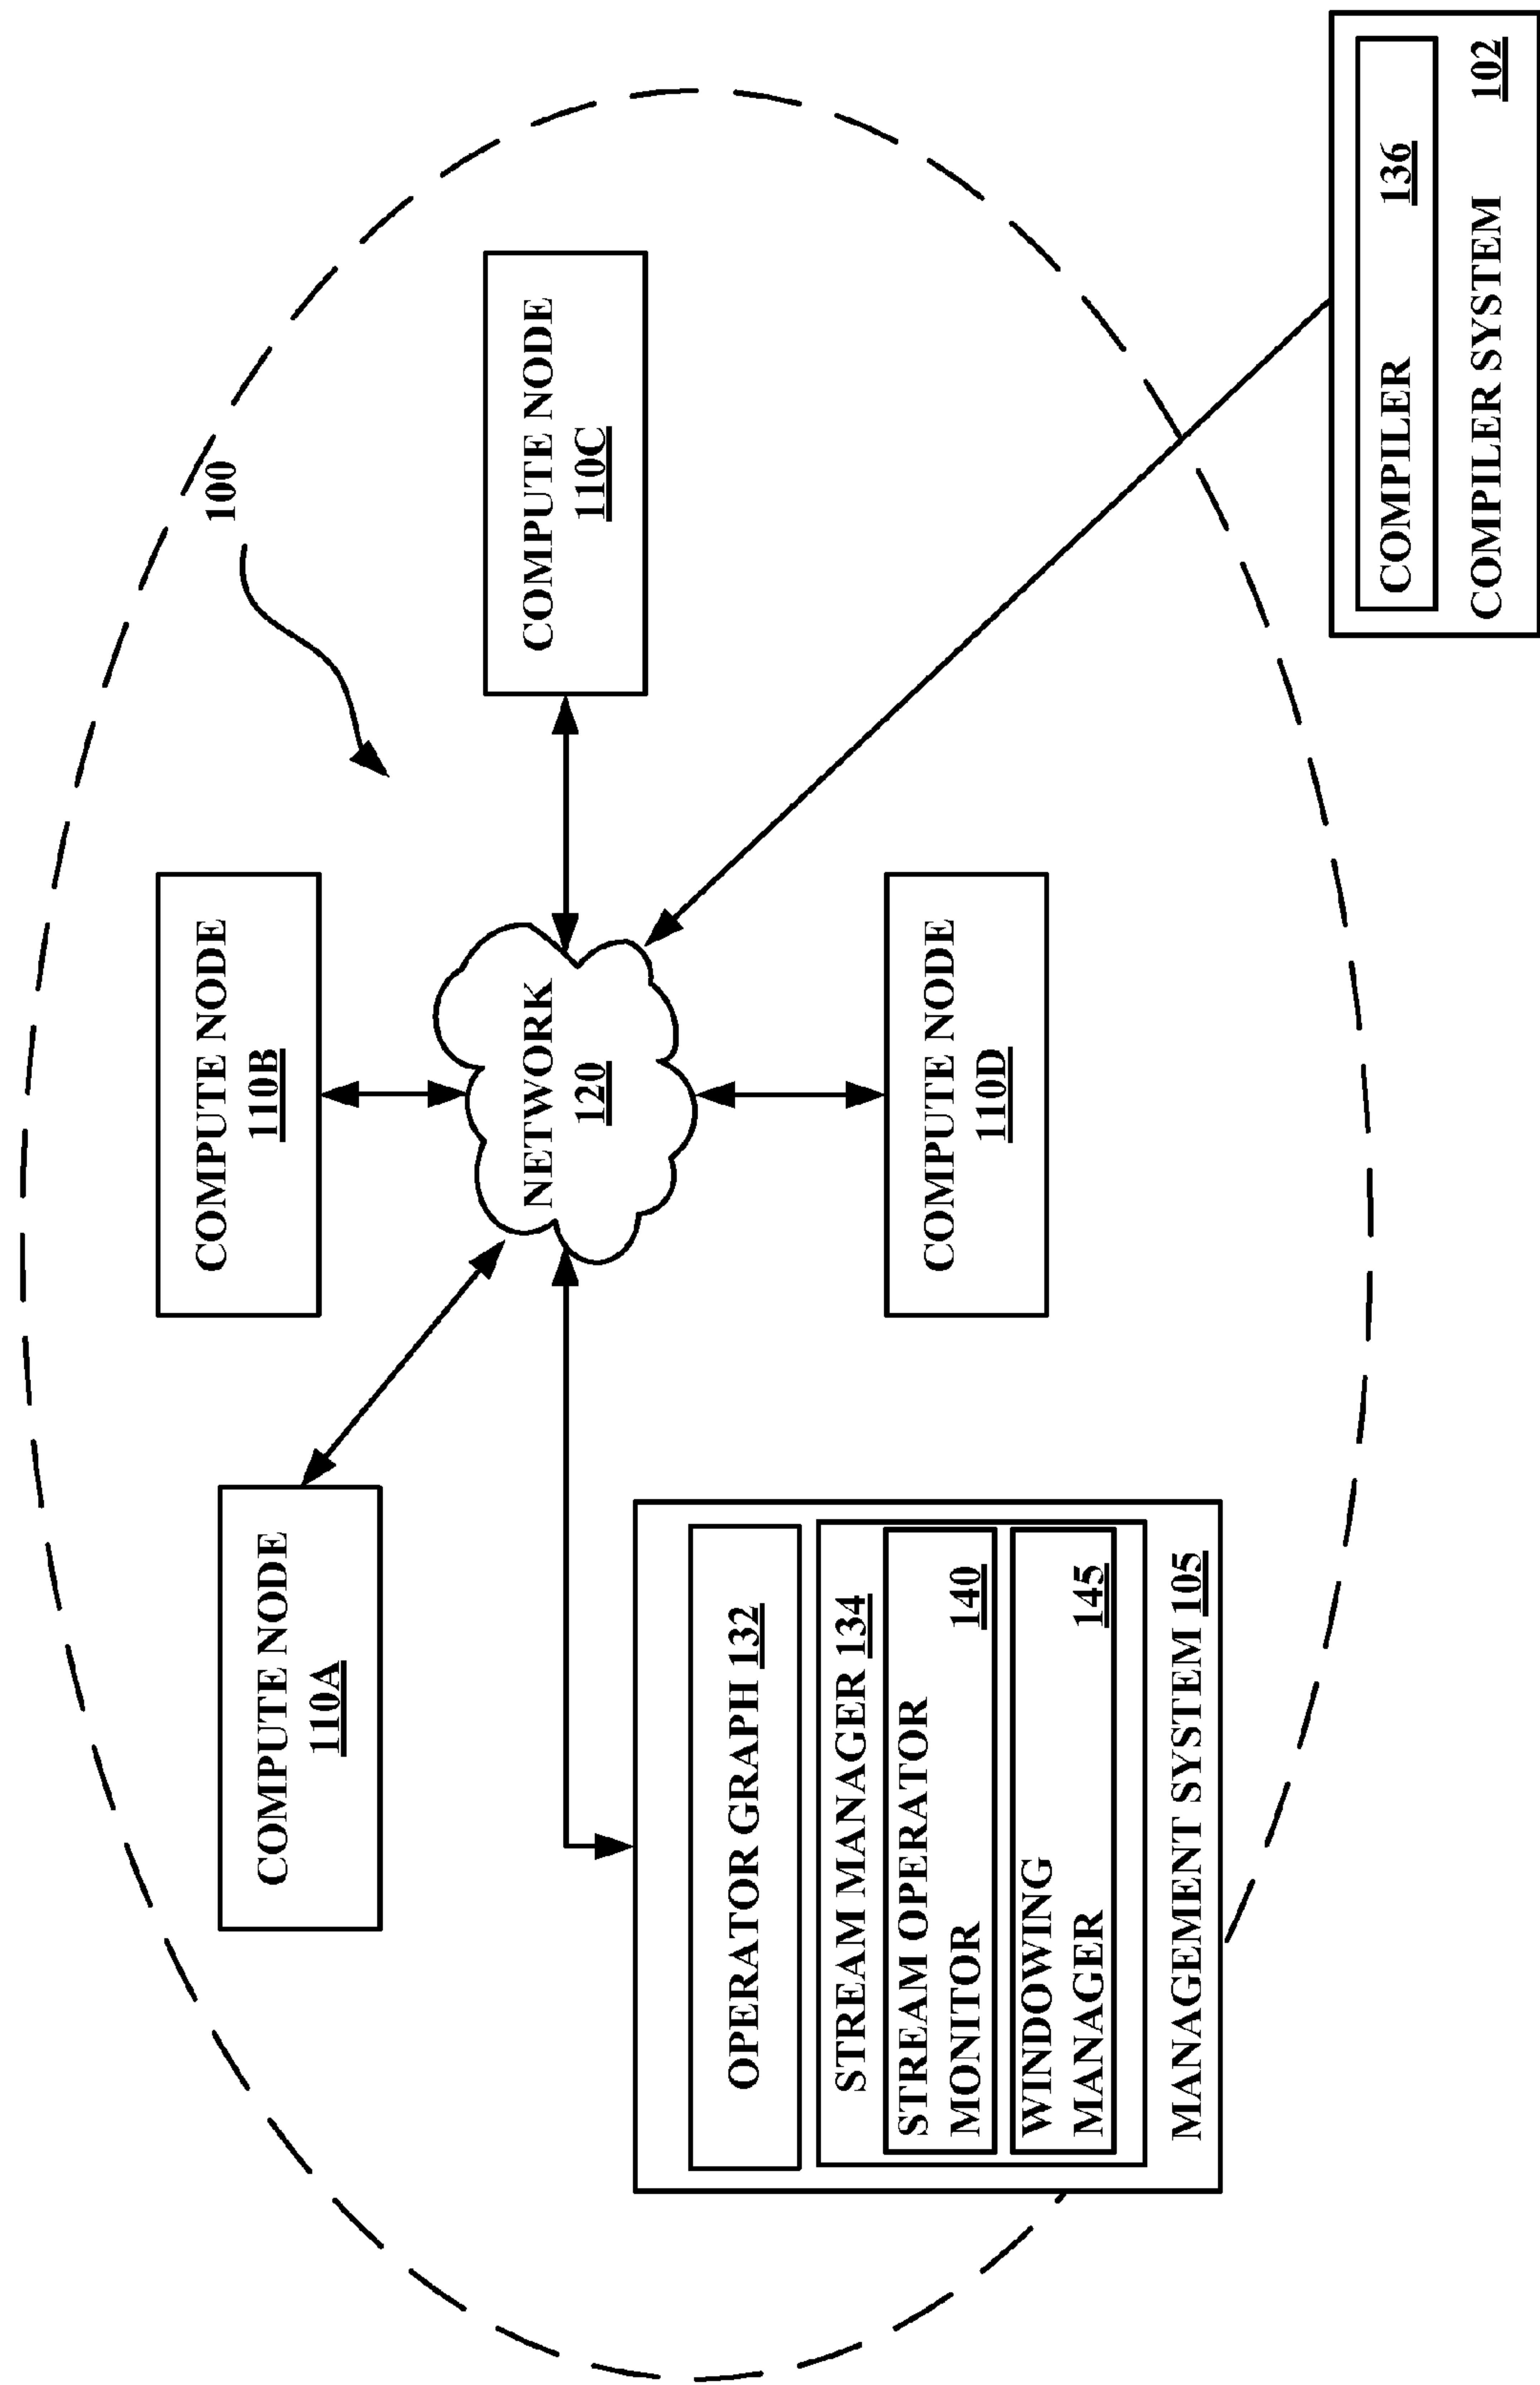 100
COMPUTE NODE
110B
COMPUTE NODE
110A
COMPUTE NODE
110C
NETWORK
120
OPERATOR GRAPH 132
STREAM MANAGER 134
STREAM OPERATOR
MONITOR 140
WINDOWING
MANAGER 145
MANAGEMENT SYSTEM 105
COMPUTE NODE
110D
COMPILER 136
COMPILER SYSTEM 102